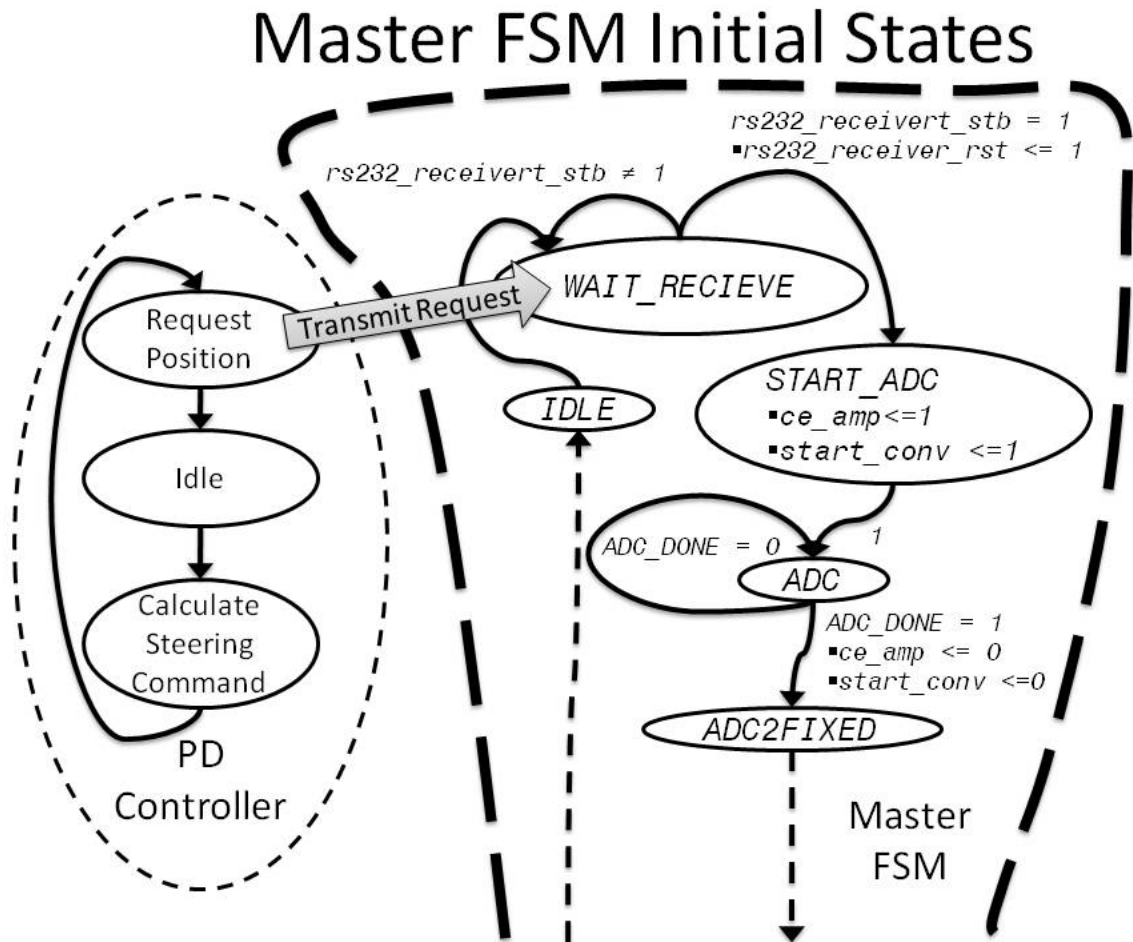 Master FSM Initial States
rs232_receivert_stb = 1
▪rs232_receiver_rst <= 1
rs232_receivert_stb ≠ 1
WAIT_RECIEVE
Transmit Request
Request
Position
IDLE
START_ADC
▪ce_amp<=1
▪start_conv <=1
Idle
1
ADC_DONE = 0
ADC
Calculate
Steering
Command
ADC_DONE = 1
▪ce_amp <= 0
▪start_conv <=0
ADC2FIXED
PD
Controller
Master
FSM